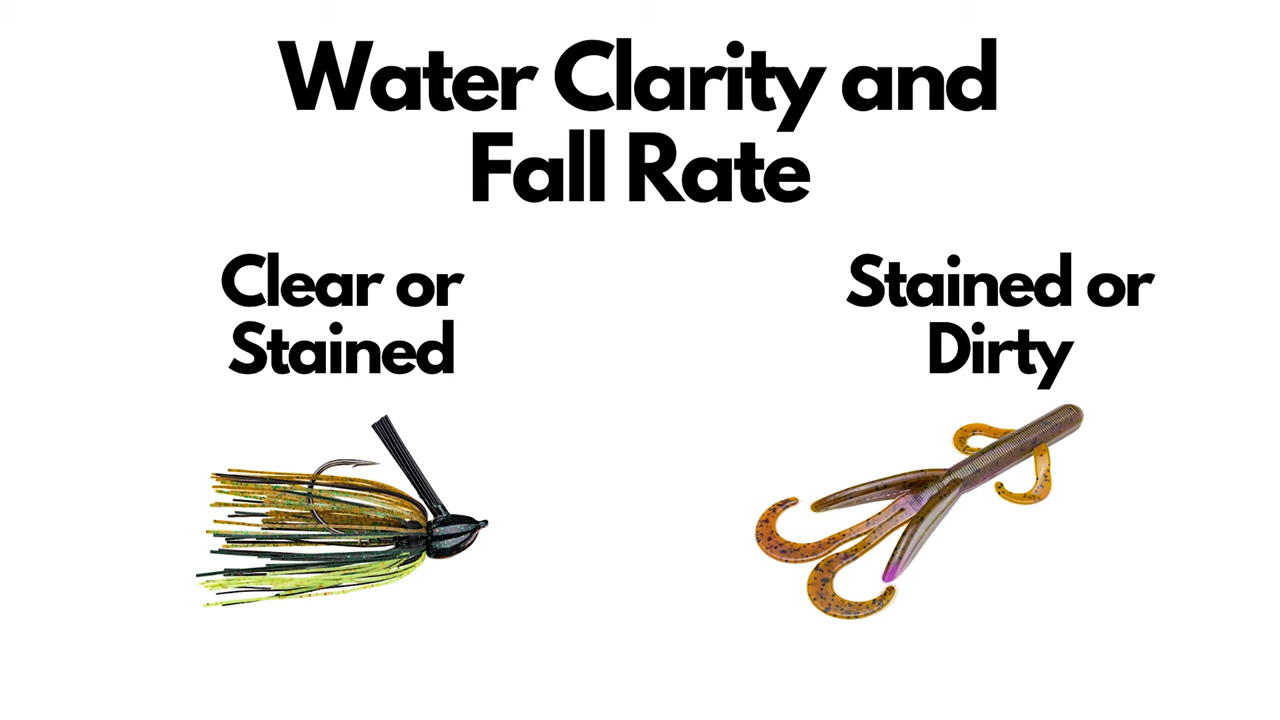 Water Clarity and
Fall Rate
Clear or
Stained
Stained or
Dirty